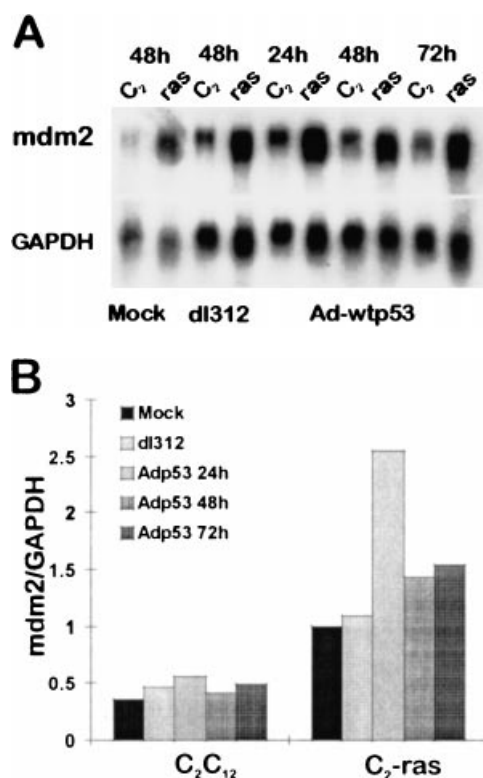 A
48h 48h 24h 48h 72h
C₂ ras C₂ ras C₂ ras C₂ ras C₂ ras
mdm2
GAPDH
Mock dl312 Ad-wtp53
B
3
Mock
2.5
dl312
Adp53 24h
2
Adp53 48h
Adp53 72h
1.5
1
0.5
0
mdm2/GAPDH
C₂C₁₂ C₂-ras